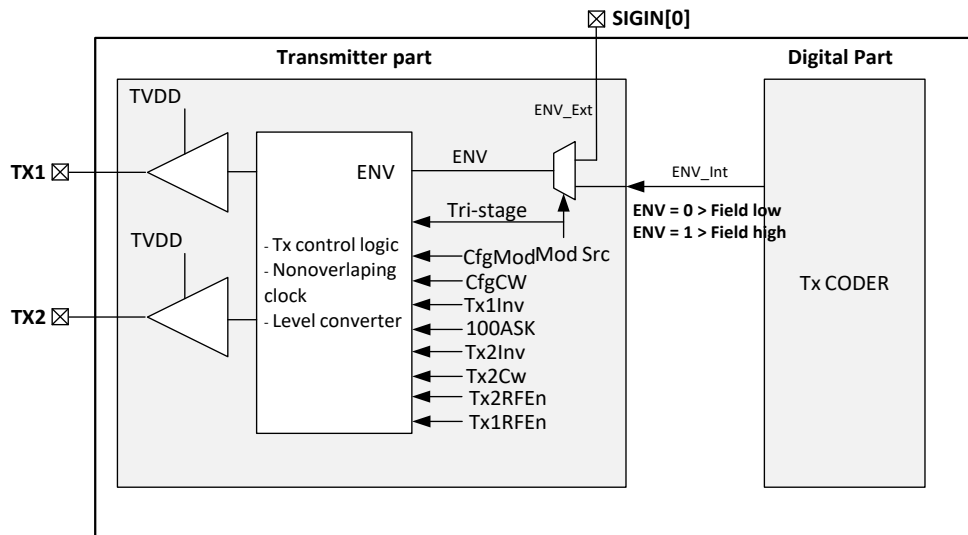 SIGIN[0]
Transmitter part
Digital Part
TVDD
ENV_Ext
TX1
ENV
ENV
ENV_Int
ENV = 0 > Field low
ENV = 1 > Field high
Tri-stage
TVDD
- Tx control logic
- Nonoverlaping
clock
- Level converter
Mod Src
CfgMod
CfgCW
Tx1Inv
100ASK
Tx2Inv
Tx2Cw
Tx2RFEn
Tx1RFEn
TX2
Tx CODER